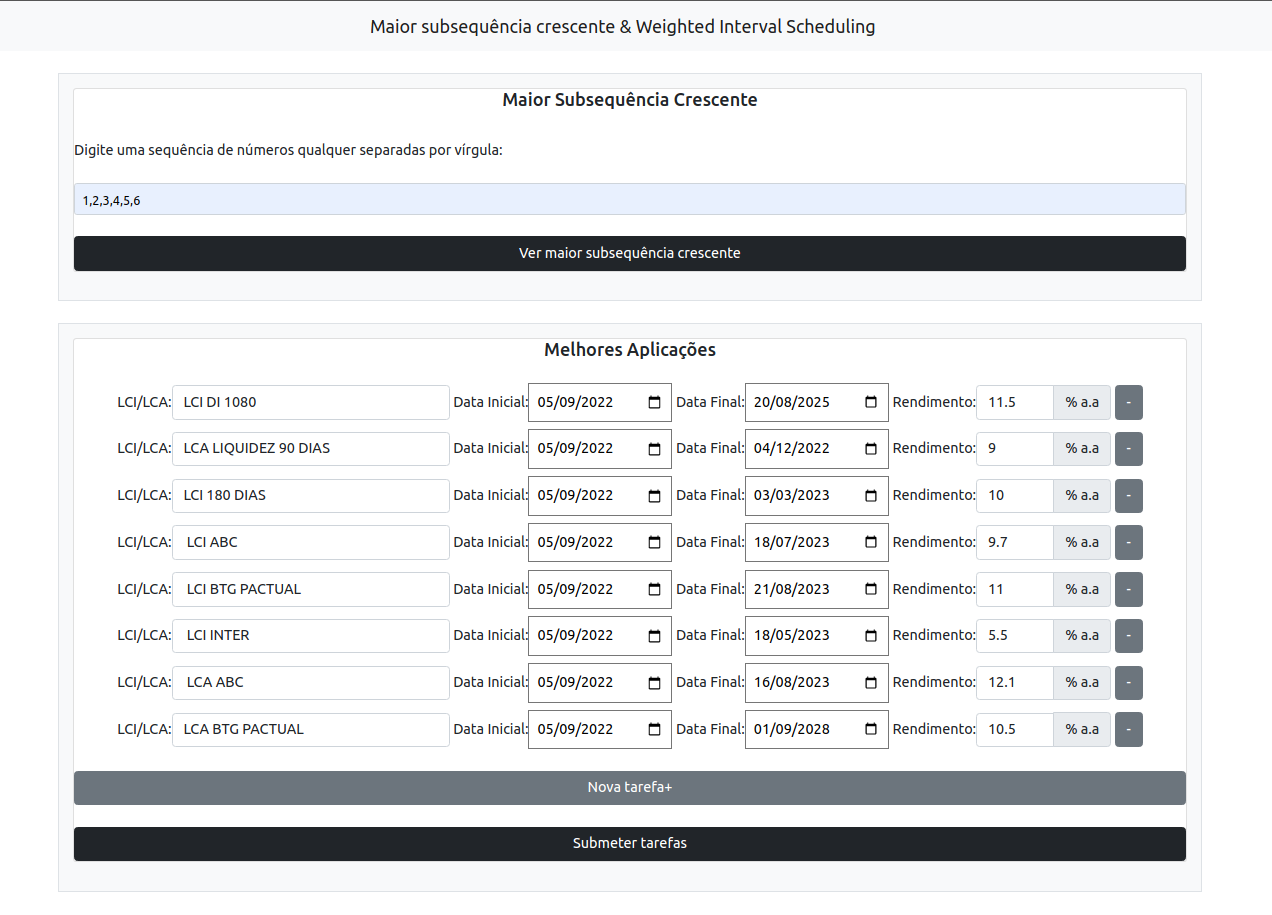 Maior subsequência crescente & Weighted Interval Scheduling
Maior Subsequência Crescente
Digite uma sequência de números qualquer separadas por vírgula:
1,2,3,4,5,6
Ver maior subsequência crescente
Melhores Aplicações
LCI/LCA: LCI DI 1080 Data Inicial: 05/09/2022 Data Final: 20/08/2025 Rendimento: 11.5 % a.a -
LCI/LCA: LCA LIQUIDEZ 90 DIAS Data Inicial: 05/09/2022 Data Final: 04/12/2022 Rendimento: 9 % a.a -
LCI/LCA: LCI 180 DIAS Data Inicial: 05/09/2022 Data Final: 03/03/2023 Rendimento: 10 % a.a -
LCI/LCA: LCI ABC Data Inicial: 05/09/2022 Data Final: 18/07/2023 Rendimento: 9.7 % a.a -
LCI/LCA: LCI BTG PACTUAL Data Inicial: 05/09/2022 Data Final: 21/08/2023 Rendimento: 11 % a.a -
LCI/LCA: LCI INTER Data Inicial: 05/09/2022 Data Final: 18/05/2023 Rendimento: 5.5 % a.a -
LCI/LCA: LCA ABC Data Inicial: 05/09/2022 Data Final: 16/08/2023 Rendimento: 12.1 % a.a -
LCI/LCA: LCA BTG PACTUAL Data Inicial: 05/09/2022 Data Final: 01/09/2028 Rendimento: 10.5 % a.a -
Nova tarefa+
Submeter tarefas